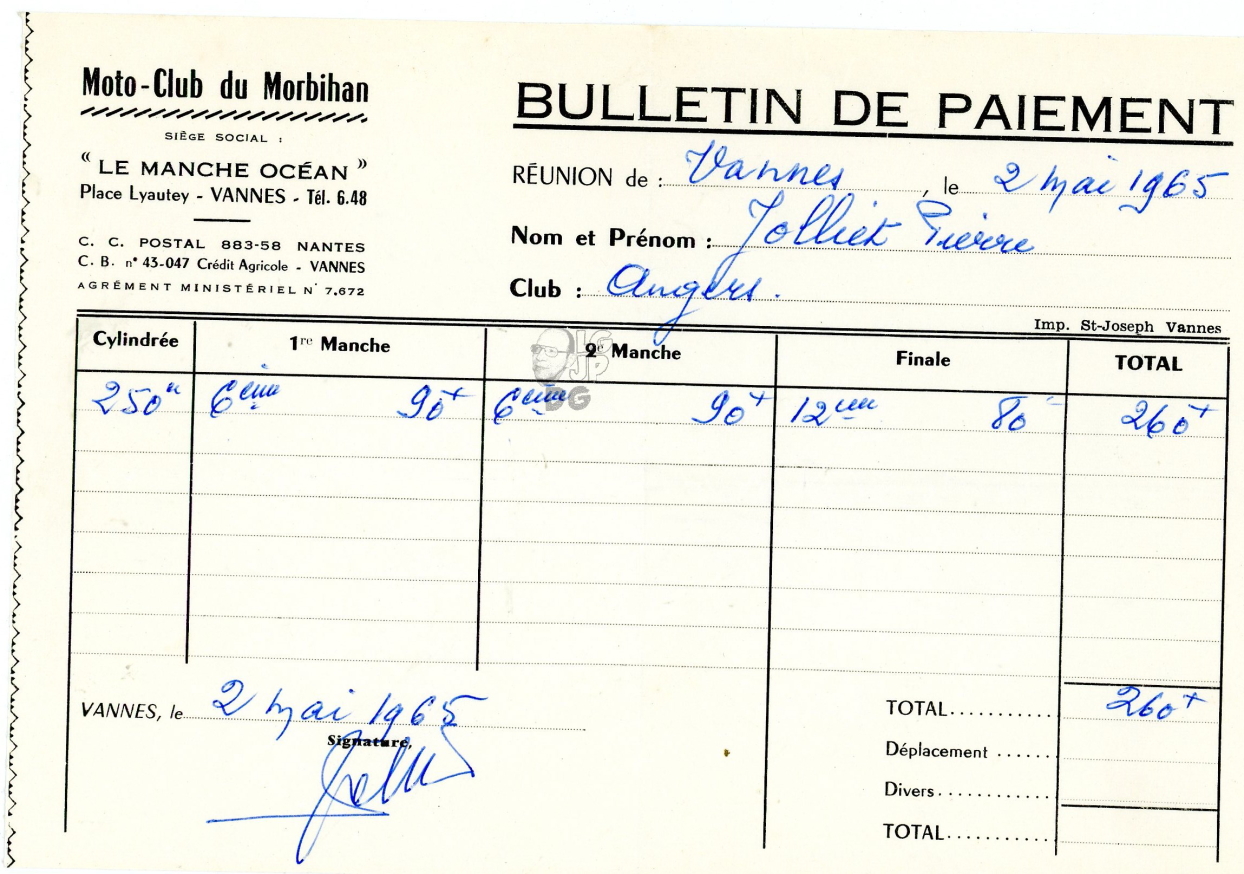 Moto-Club du Morbihan
SIÈGE SOCIAL :
“ LE MANCHE OCÉAN ”
Place Lyautey - VANNES - Tél. 6.48
C. C. POSTAL 883-58 NANTES
C. B. n° 43-047 Crédit Agricole - VANNES
AGRÉMENT MINISTÉRIEL N° 7.672
BULLETIN DE PAIEMENT
RÉUNION de : Vannes, le 2 mai 1965
Nom et Prénom : Jolliet Pierre
Club : Angers.
Imp. St-Joseph Vannes
Cylindrée 1re Manche 2e Manche Finale TOTAL
250 6ème 90 6ème 90 12ème 80 260
VANNES, le 2 mai 1965
Signature,
TOTAL.......... 260
Déplacement ......
Divers............
TOTAL..........
JG
JP
DG